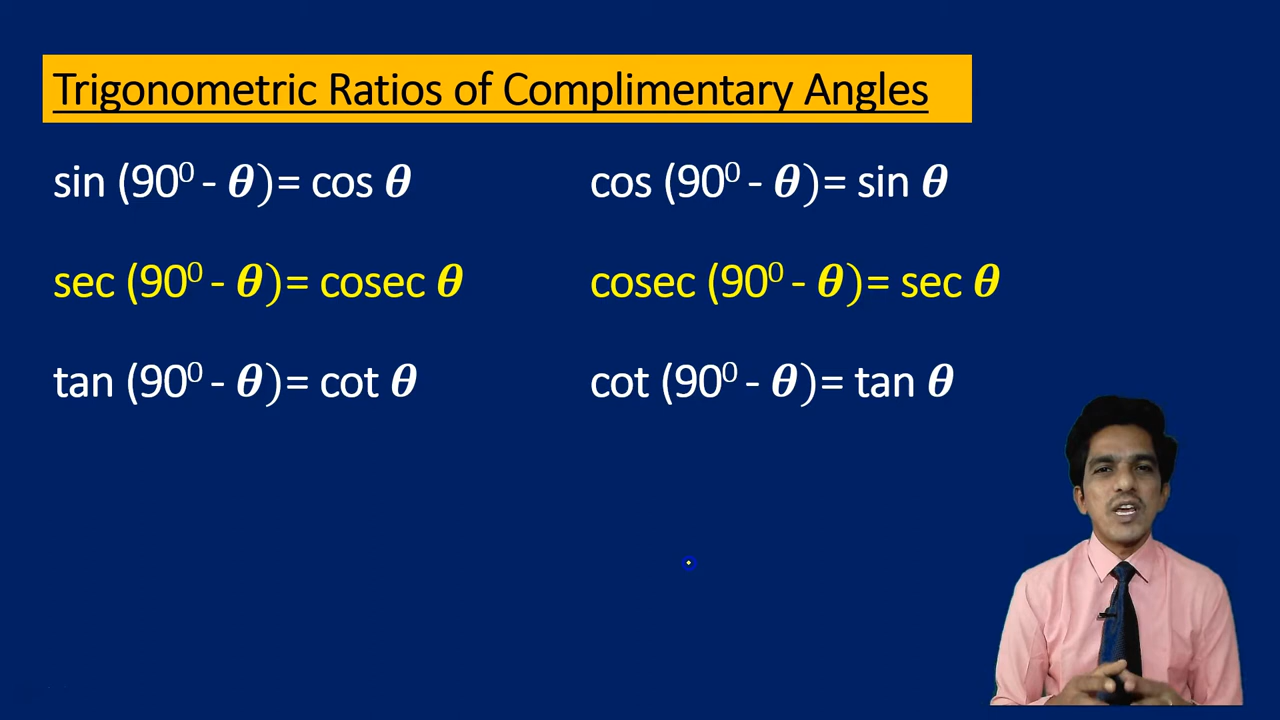 Trigonometric Ratios of Complimentary Angles
sin (90⁰ - θ)= cos θ
cos (90⁰ - θ)= sin θ
sec (90⁰ - θ)= cosec θ
cosec (90⁰ - θ)= sec θ
tan (90⁰ - θ)= cot θ
cot (90⁰ - θ)= tan θ